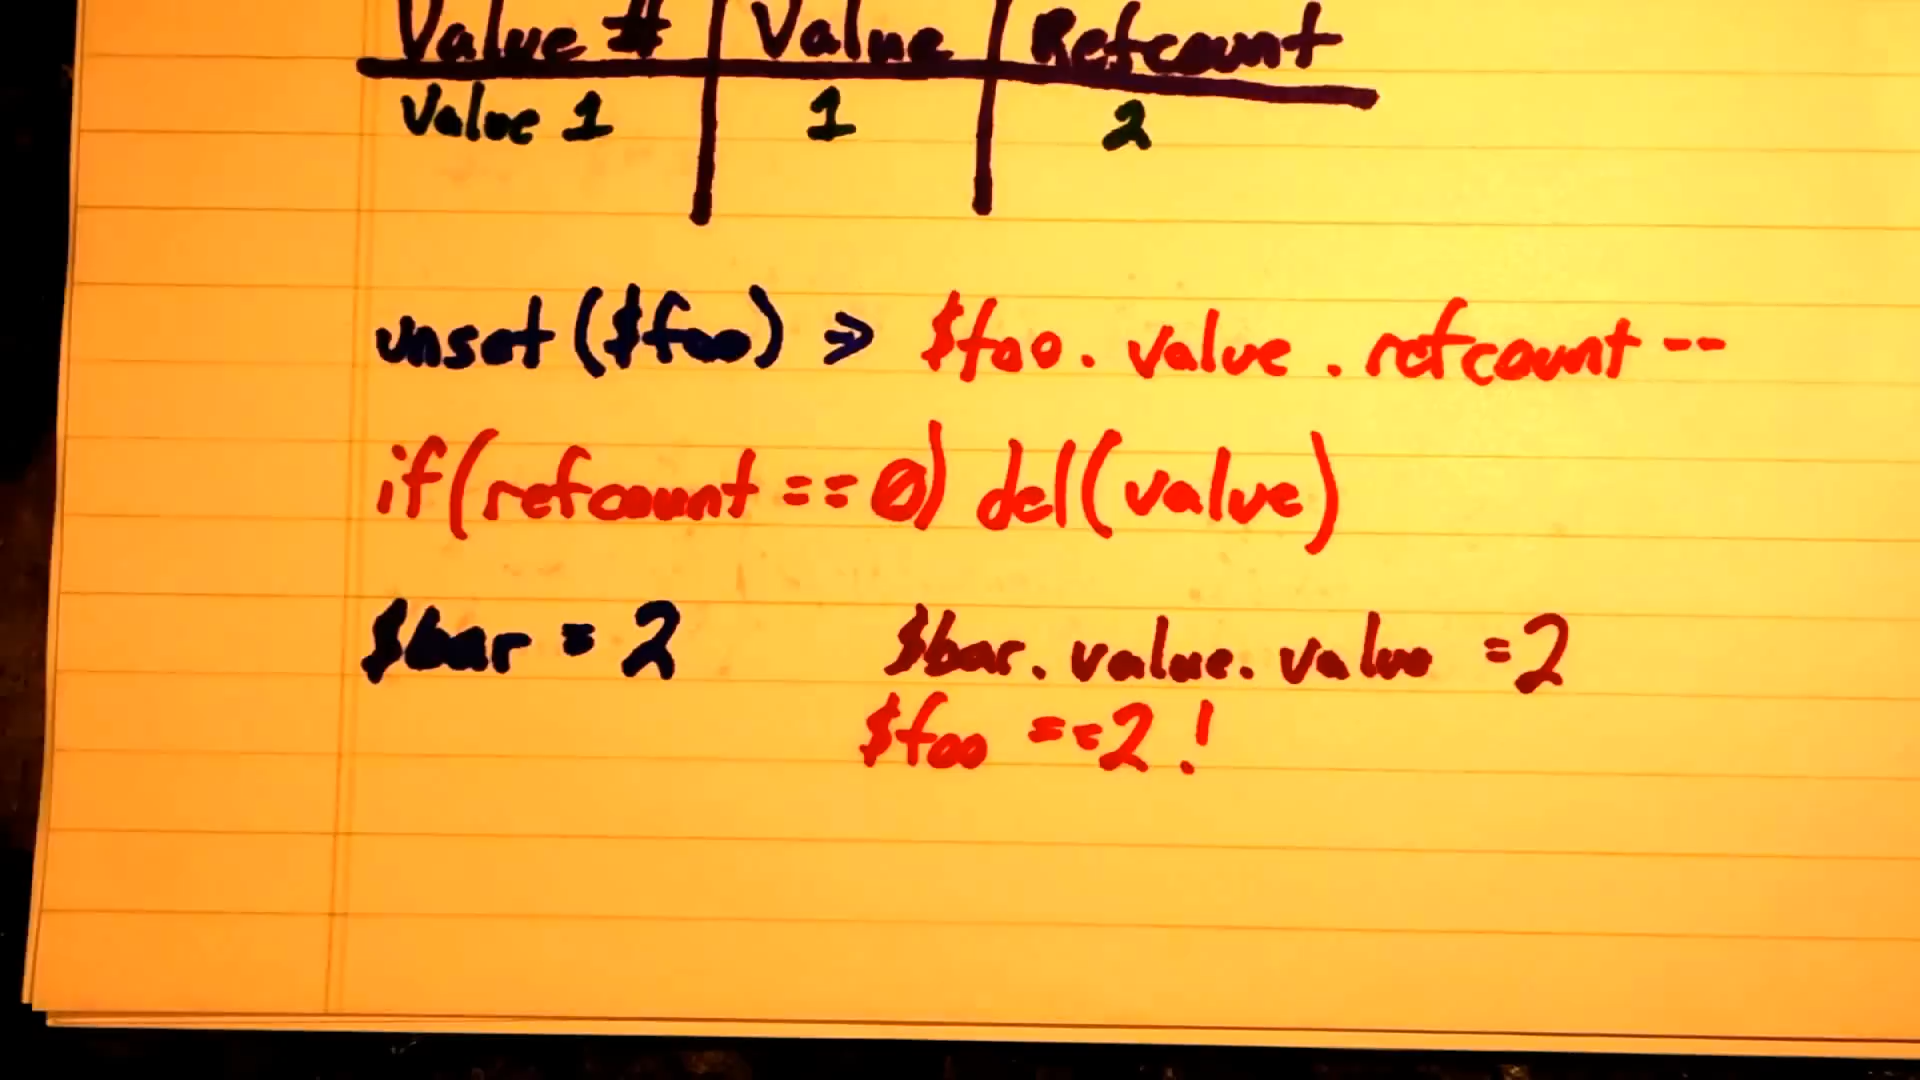 Value # | Value | Refcount
Value 1 1 2
unset($foo) => $foo.value.refcount--
if(refcount == 0) del(value)
$bar = 2 $bar.value.value = 2
$foo == 2!